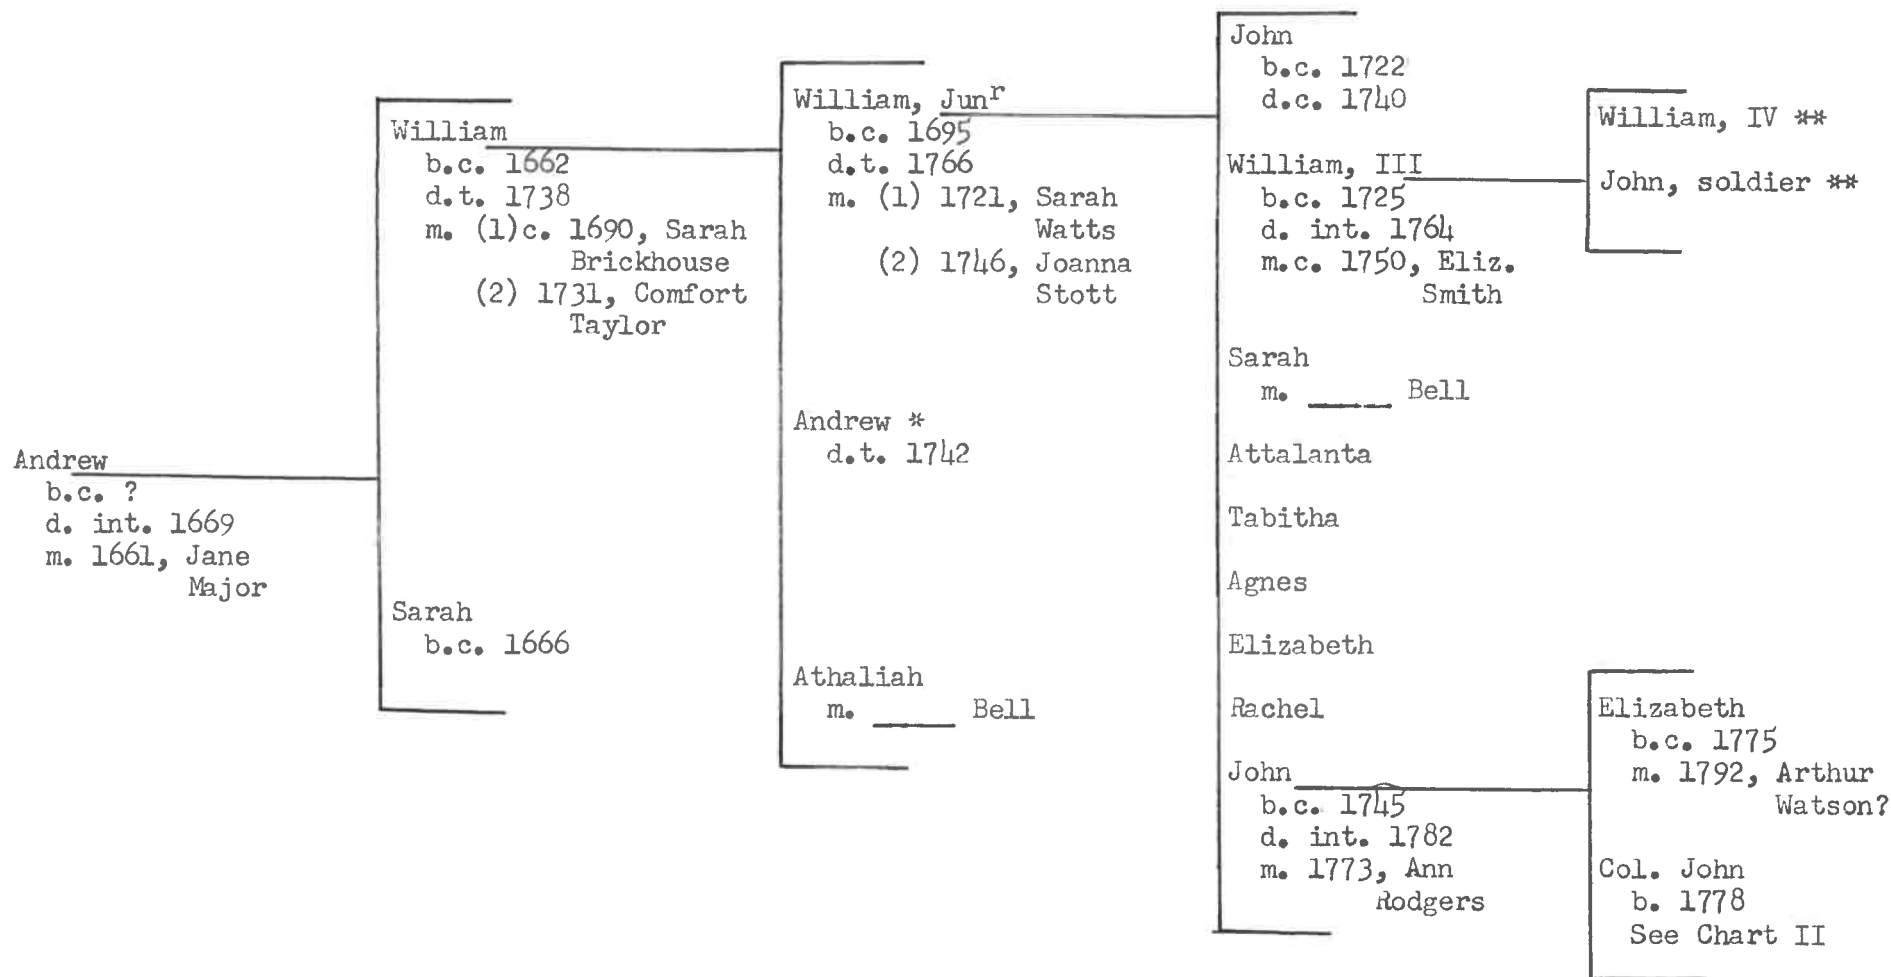 Andrew
b.c. ?
d. int. 1669
m. 1661, Jane
Major
William
b.c. 1662
d.t. 1738
m. (1)c. 1690, Sarah
Brickhouse
(2) 1731, Comfort
Taylor
Sarah
b.c. 1666
William, Junr
b.c. 1695
d.t. 1766
m. (1) 1721, Sarah
Watts
(2) 1746, Joanna
Stott
Andrew *
d.t. 1742
Athaliah
m. _____ Bell
John
b.c. 1722
d.c. 1740
William, III
b.c. 1725
d. int. 1764
m.c. 1750, Eliz.
Smith
Sarah
m. _____ Bell
Attalanta
Tabitha
Agnes
Elizabeth
Rachel
John
b.c. 1745
d. int. 1782
m. 1773, Ann
Rodgers
William, IV **
John, soldier **
Elizabeth
b.c. 1775
m. 1792, Arthur
Watson?
Col. John
b. 1778
See Chart II